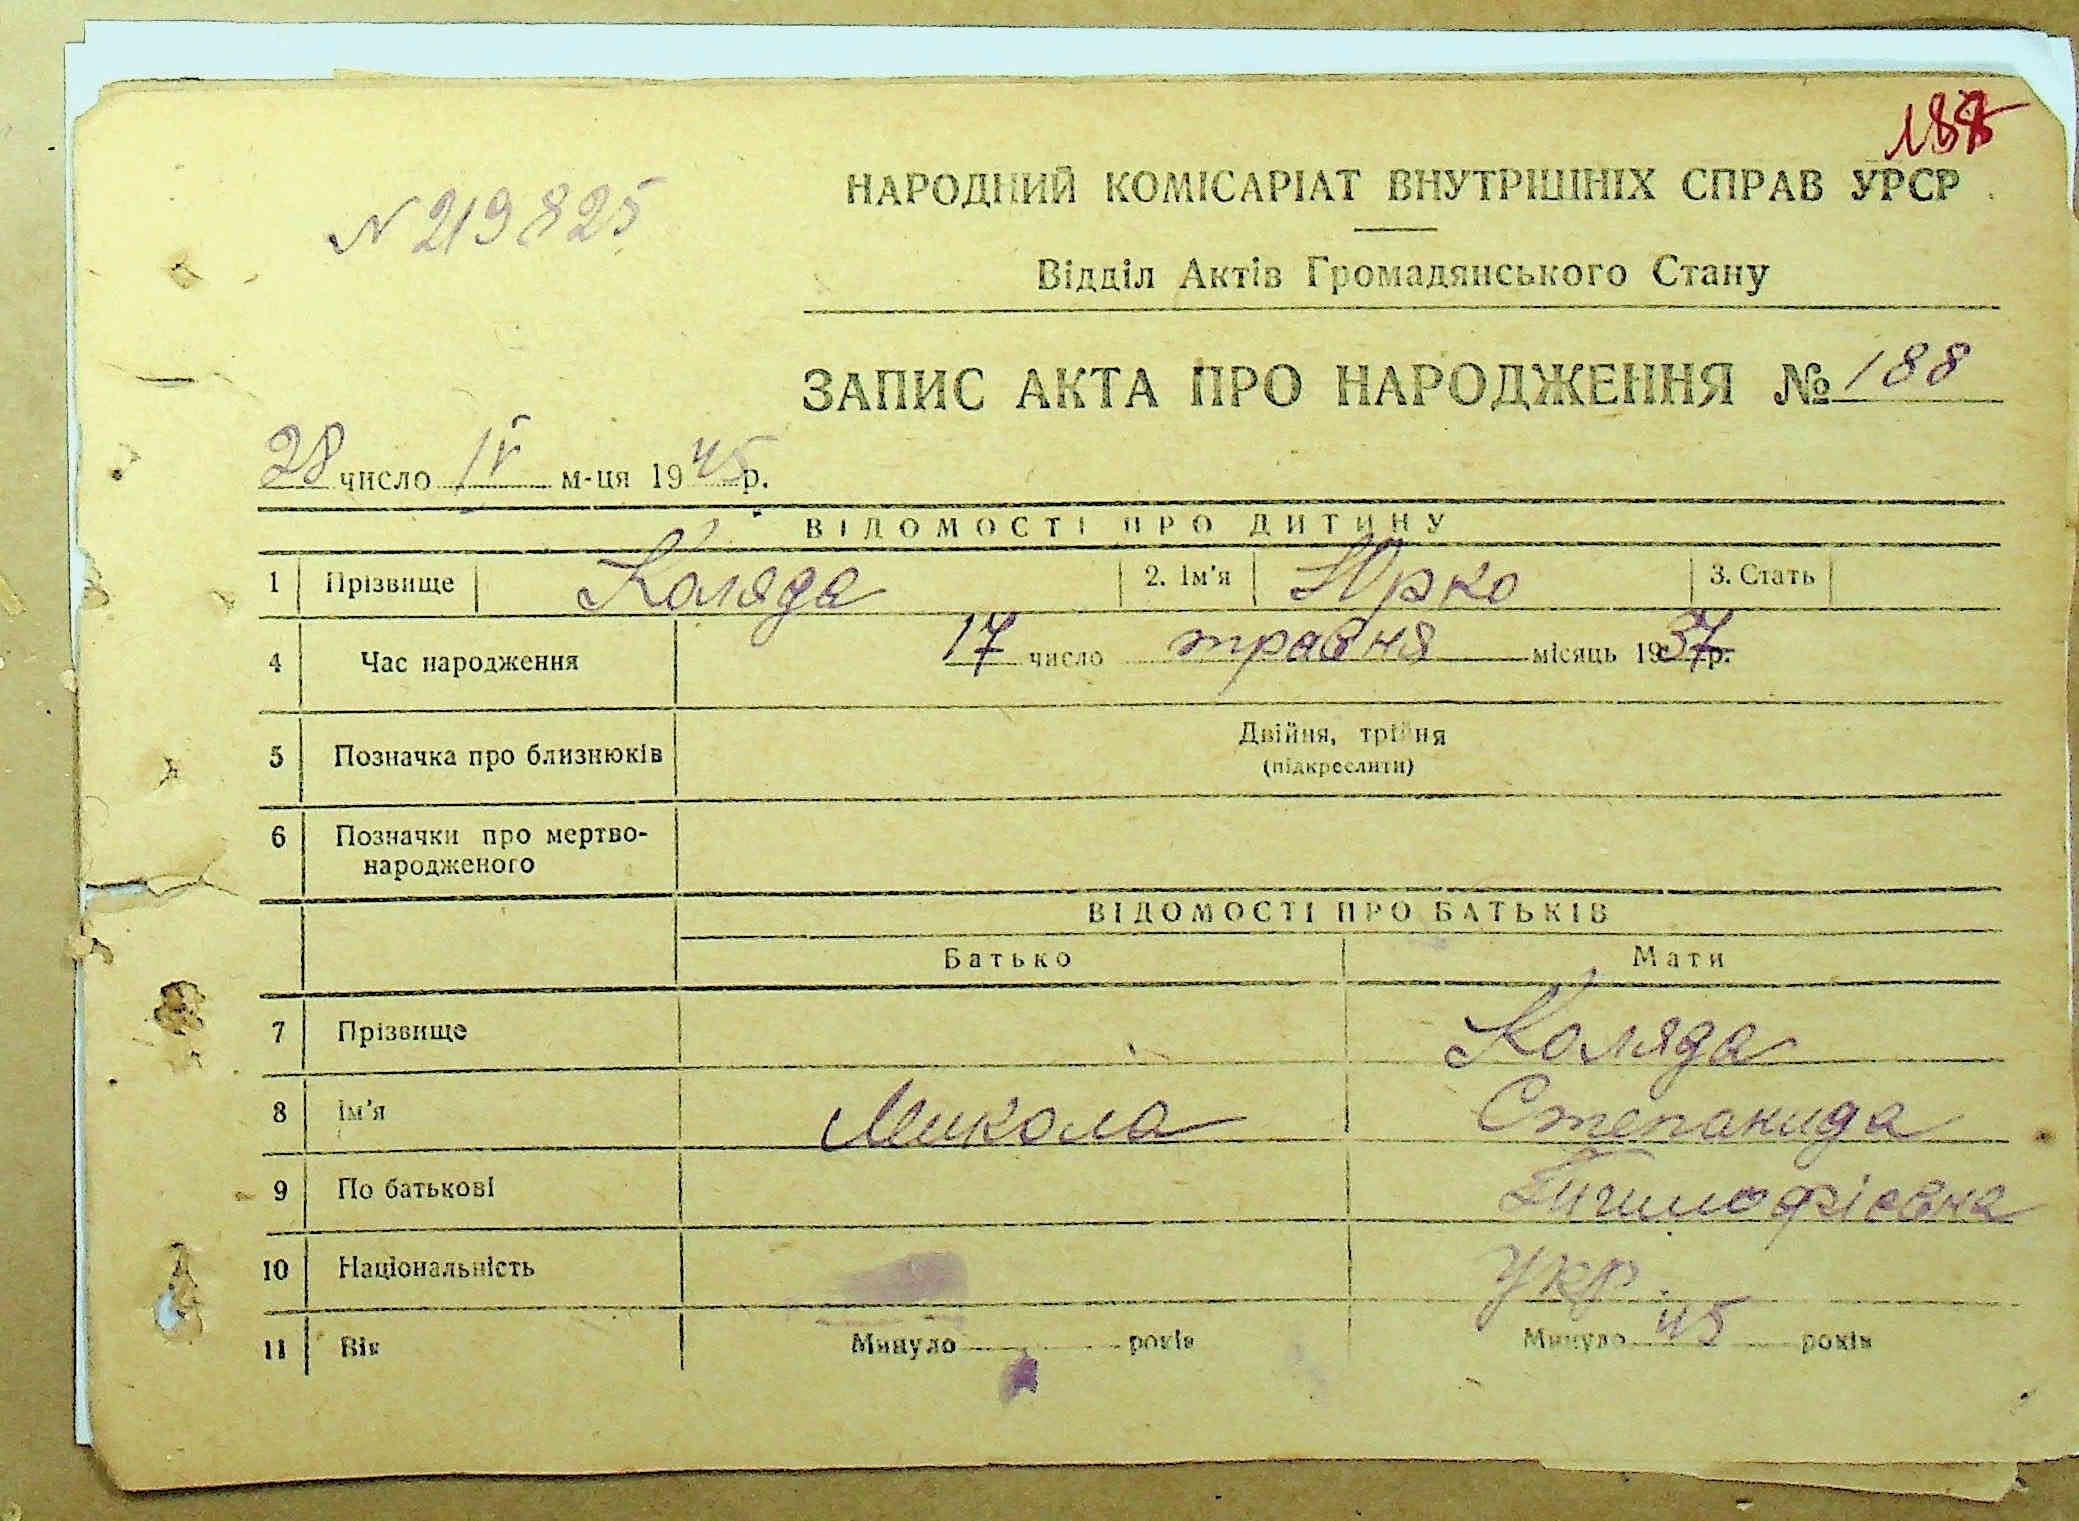 188
N 219825
НАРОДНИЙ КОМІСАРІАТ ВНУТРІШНІХ СПРАВ УРСР
Відділ Актів Громадянського Стану
ЗАПИС АКТА ПРО НАРОДЖЕННЯ № 188
28 число IV м-ця 1945 р.
ВІДОМОСТІ ПРО ДИТИНУ
1 Прізвище Коляда 2. Ім'я Юрко 3. Стать
4 Час народження 17 число травня місяць 1937 р.
5 Позначка про близнюків Двійня, трійня
(підкреслити)
6 Позначки про мертво-
народженого
ВІДОМОСТІ ПРО БАТЬКІВ
Батько Мати
7 Прізвище Коляда
8 Ім'я Микола Степанида
9 По батькові Тимофієвна
10 Національність Укр.
11 Вік Минуло років Минуло 45 років